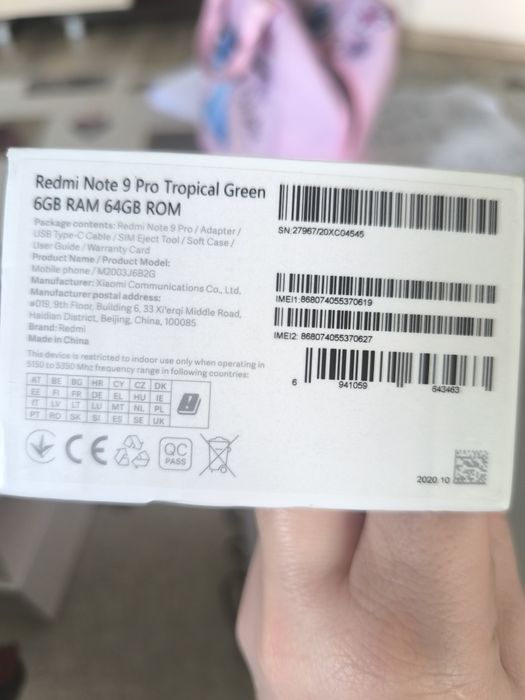 Redmi Note 9 Pro Tropical Green
6GB RAM 64GB ROM
Package contents: Redmi Note 9 Pro / Adapter /
USB Type-C Cable / SIM Eject Tool / Soft Case /
User Guide / Warranty Card
Product Name / Product Model:
Mobile phone / M2003J6B2G
Manufacturer: Xiaomi Communications Co., Ltd.
Manufacturer postal address:
#019, 9th Floor, Building 6, 33 Xi'erqi Middle Road,
Haidian District, Beijing, China, 100085
Brand: Redmi
Made in China
This device is restricted to indoor use only when operating in
5150 to 5350 Mhz frequency range in following countries:
AT BE BG HR CY CZ DK
EE FI FR DE EL HU IE
IT LV LT LU MT NL PL
PT RO SK SI ES SE UK
CE
QC
PASS
SN:27967/20XC04545
IMEI1:868074055370619
IMEI2: 868074055370627
6 941059 643463
2020 10